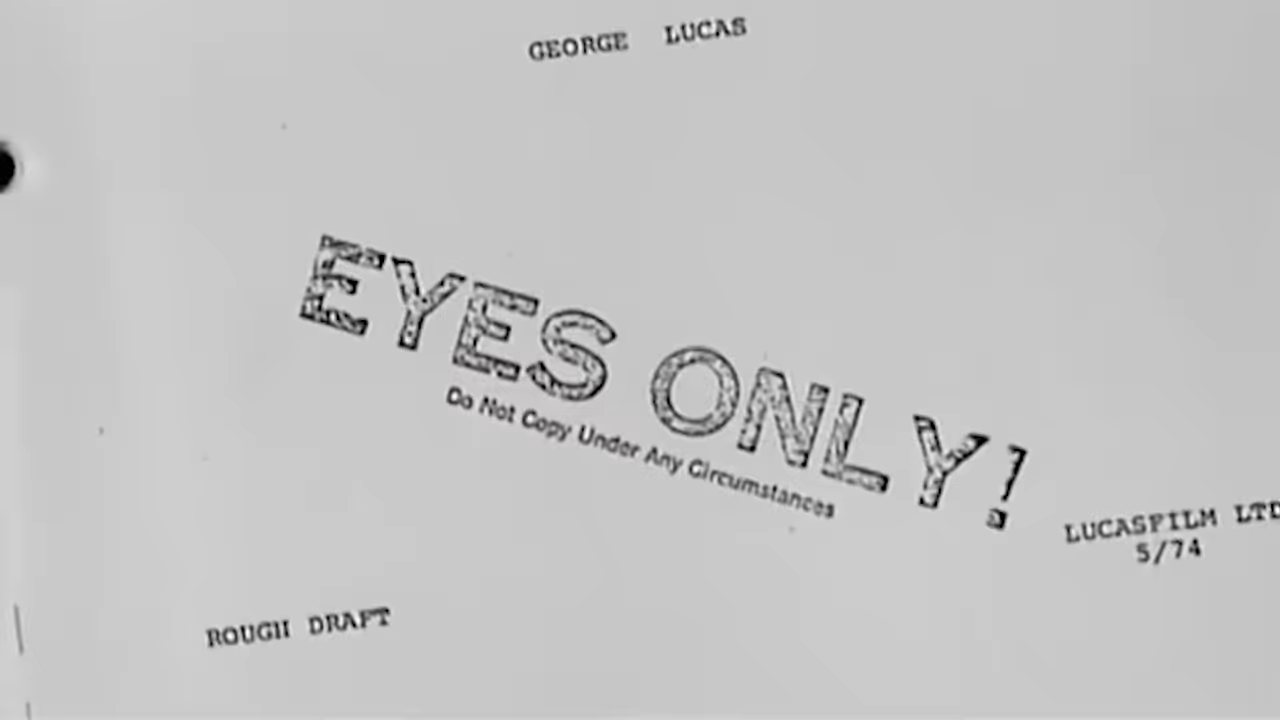 GEORGE LUCAS
EYES ONLY!
Do Not Copy Under Any Circumstances
LUCASFILM LTD
5/74
ROUGH DRAFT